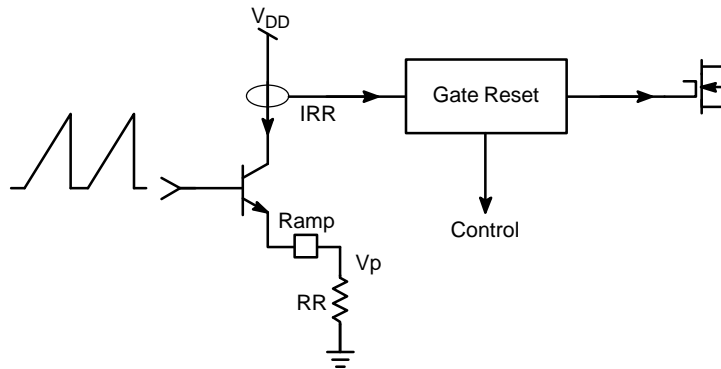 VDD
IRR
Gate Reset
Ramp
Control
Vp
RR